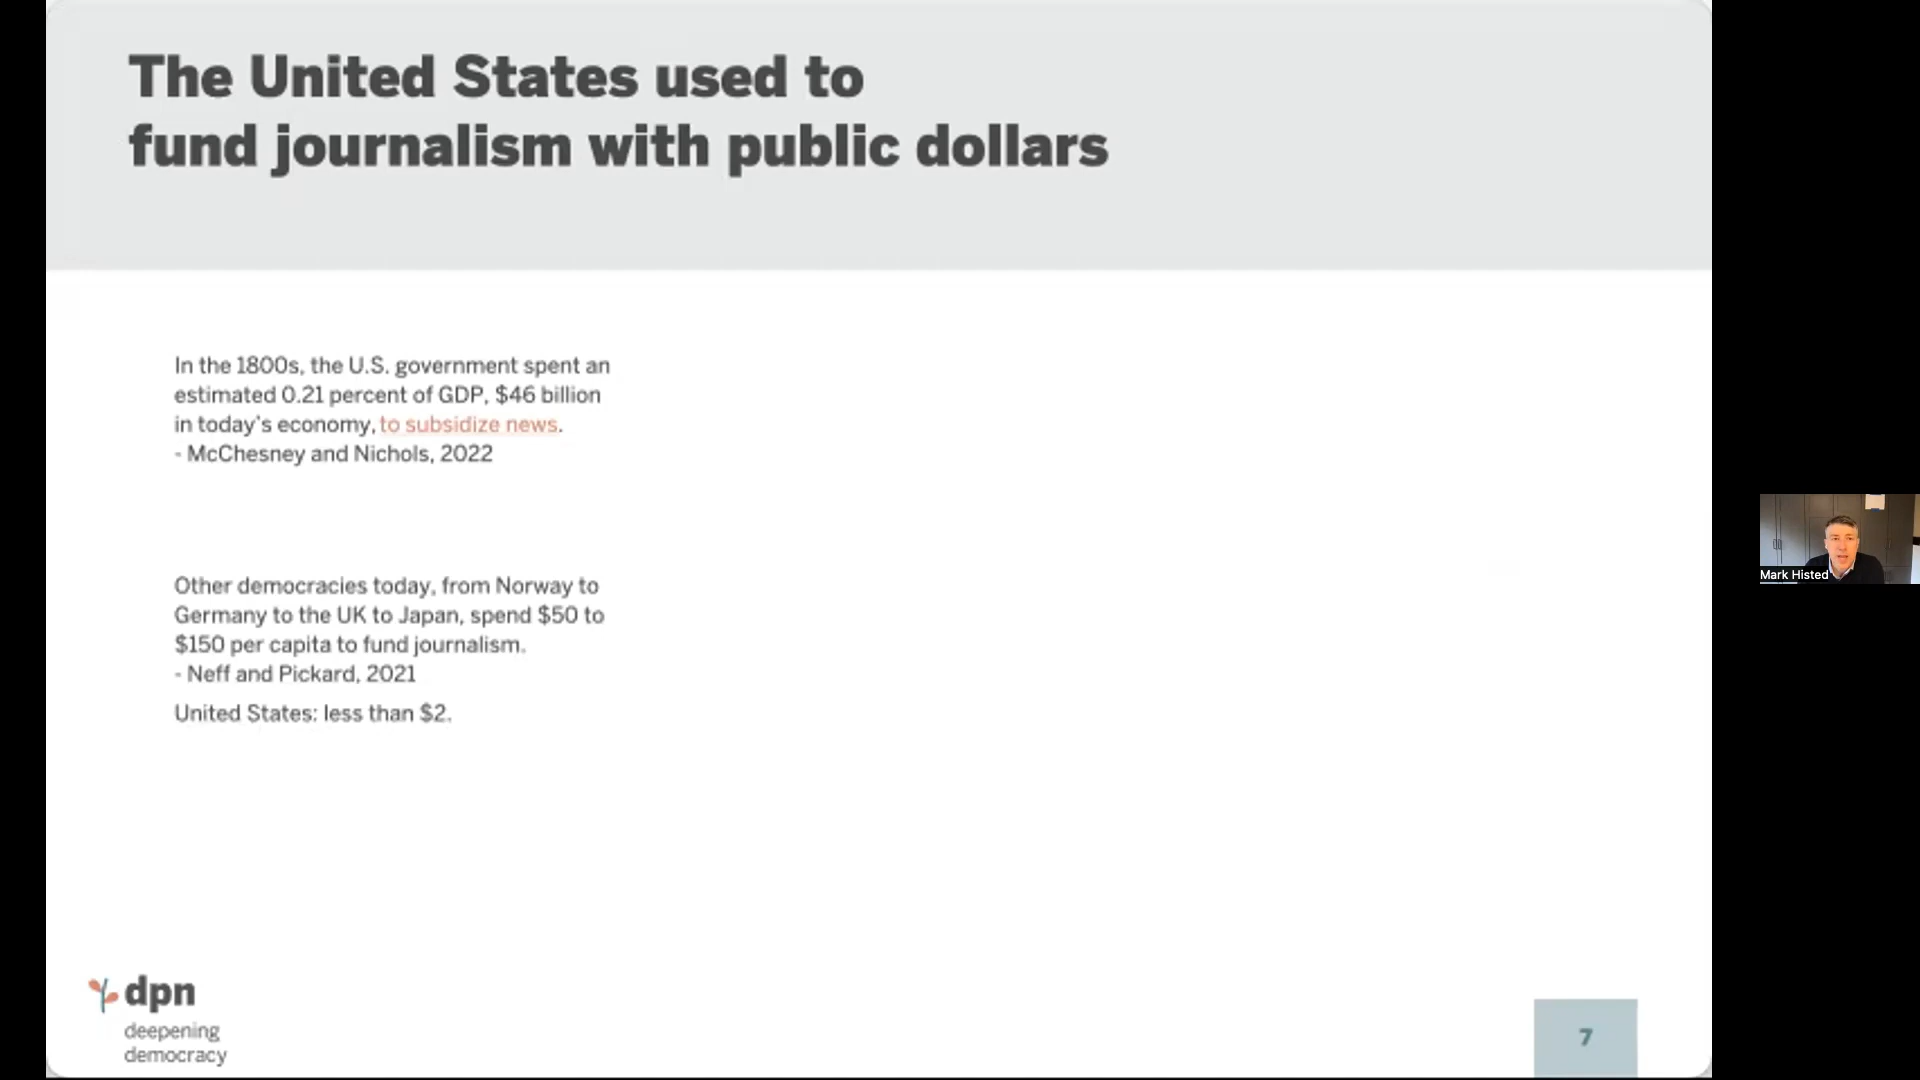 The United States used to
fund journalism with public dollars
In the 1800s, the U.S. government spent an
estimated 0.21 percent of GDP, $46 billion
in today's economy, to subsidize news.
- McChesney and Nichols, 2022
Other democracies today, from Norway to
Germany to the UK to Japan, spend $50 to
$150 per capita to fund journalism.
- Neff and Pickard, 2021
United States: less than $2.
Mark Histed
dpn
deepening
democracy
7